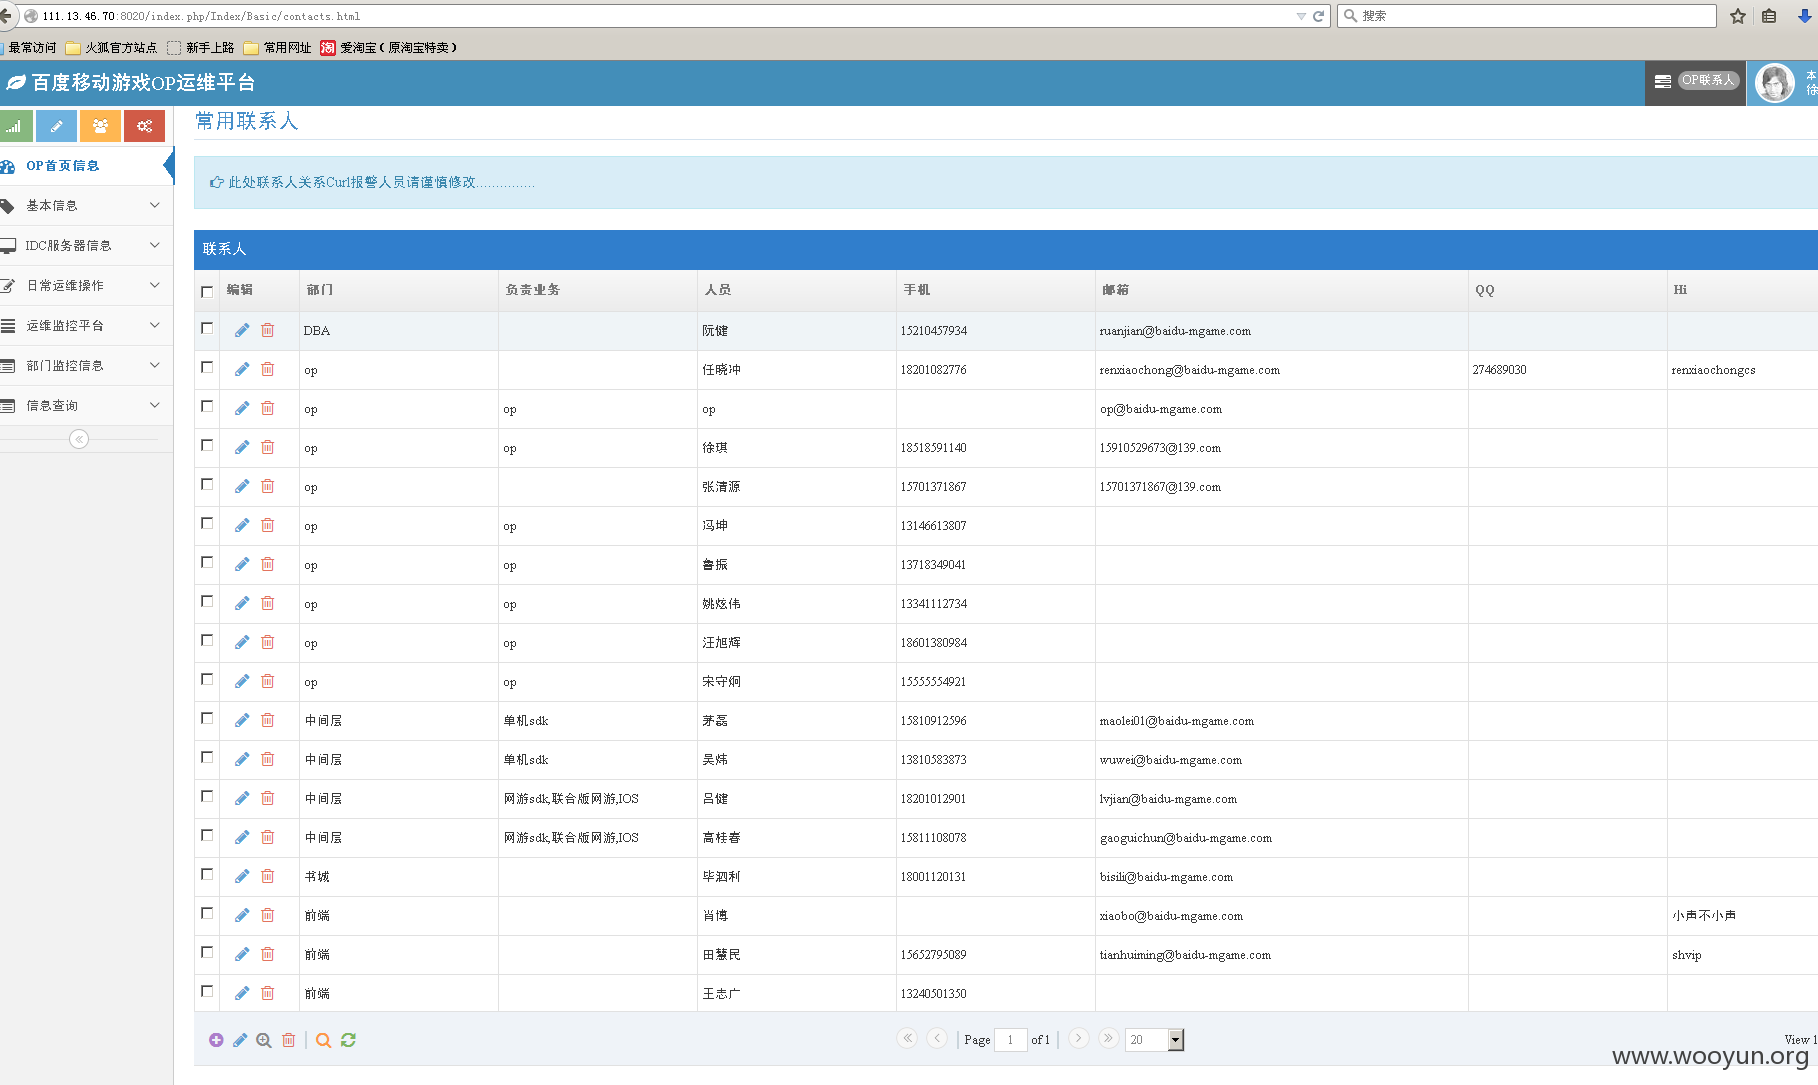 111.13.46.70:8020/index.php/Index/Basic/contacts.html
搜索
最常访问 火狐官方站点 新手上路 常用网址 淘 爱淘宝（原淘宝特卖）
百度移动游戏OP运维平台
OP联系人
本
徐
常用联系人
OP首页信息
此处联系人关系Curl报警人员请谨慎修改..............
基本信息
IDC服务器信息
日常运维操作
运维监控平台
部门监控信息
信息查询
联系人
编辑 部门 负责业务 人员 手机 邮箱 QQ Hi
DBA 阮健 15210457934 ruanjian@baidu-mgame.com
op 任晓冲 18201082776 renxiaochong@baidu-mgame.com 274689030 renxiaochongcs
op op op op@baidu-mgame.com
op op 徐琪 18518591140 15910529673@139.com
op 张清源 15701371867 15701371867@139.com
op op 冯坤 13146613807
op op 鲁振 13718349041
op op 姚炫伟 13341112734
op op 汪旭辉 18601380984
op op 宋守炯 15555554921
中间层 单机sdk 茅磊 15810912596 maolei01@baidu-mgame.com
中间层 单机sdk 吴炜 13810583873 wuwei@baidu-mgame.com
中间层 网游sdk,联合版网游,IOS 吕健 18201012901 lvjian@baidu-mgame.com
中间层 网游sdk,联合版网游,IOS 高桂春 15811108078 gaoguichun@baidu-mgame.com
书城 毕泗利 18001120131 bisili@baidu-mgame.com
前端 肖博 xiaobo@baidu-mgame.com 小声不小声
前端 田慧民 15652795089 tianhuiming@baidu-mgame.com shvip
前端 王志广 13240501350
Page 1 of 1 20 View 1
www.wooyun.org